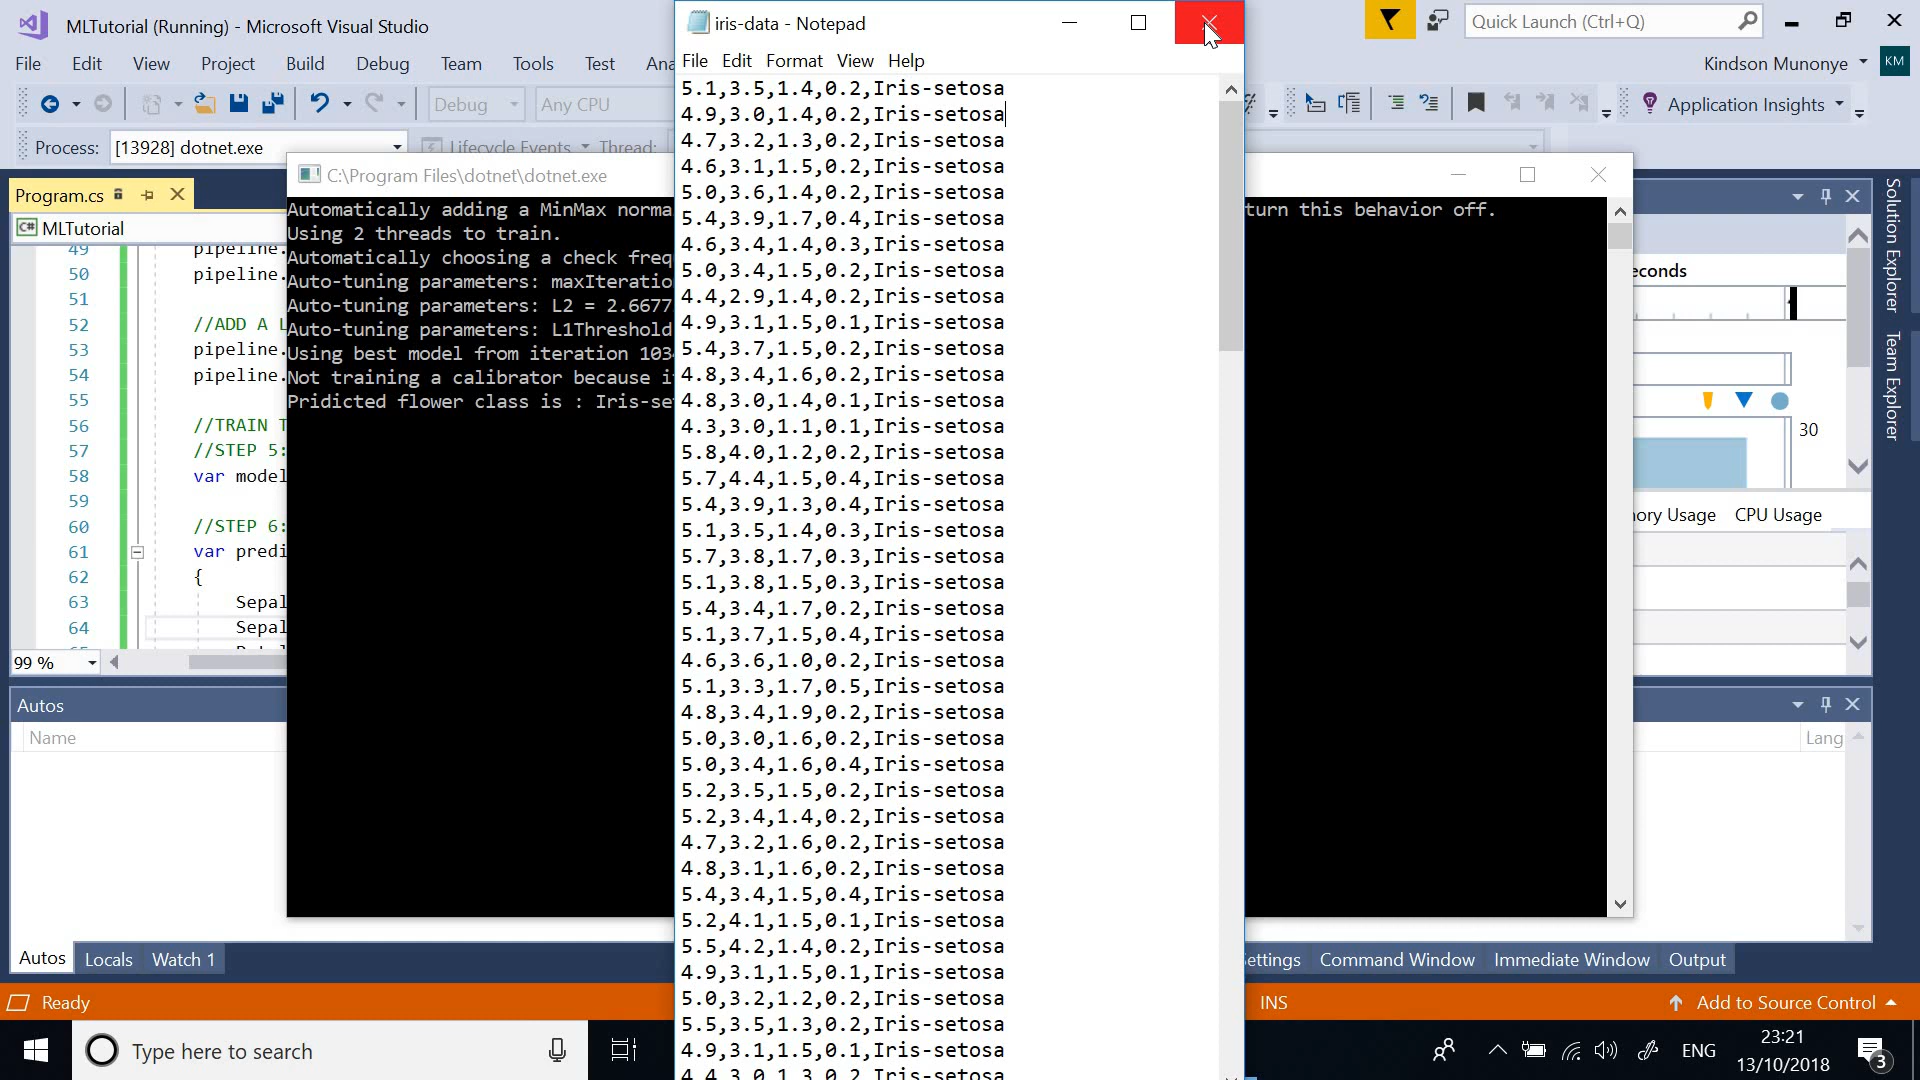 MLTutorial (Running) - Microsoft Visual Studio
Quick Launch (Ctrl+Q)
File Edit View Project Build Debug Team Tools Test Ana
Kindson Munonye KM
Debug Any CPU
Application Insights
Process: [13928] dotnet.exe Lifecycle Events Thread:
Program.cs
C# MLTutorial
49 pipeline.
50 pipeline.
51
52 //ADD A L
53 pipeline.
54 pipeline.
55
56 //TRAIN T
57 //STEP 5:
58 var model
59
60 //STEP 6:
61 var predi
62 {
63 Sepal
64 Sepal
99 %
C:\Program Files\dotnet\dotnet.exe
Automatically adding a MinMax norma
turn this behavior off.
Using 2 threads to train.
Automatically choosing a check freq
Auto-tuning parameters: maxIteratio
Auto-tuning parameters: L2 = 2.6677
Auto-tuning parameters: L1Threshold
Using best model from iteration 103
Not training a calibrator because i
Pridicted flower class is : Iris-se
iris-data - Notepad
File Edit Format View Help
5.1,3.5,1.4,0.2,Iris-setosa
4.9,3.0,1.4,0.2,Iris-setosa
4.7,3.2,1.3,0.2,Iris-setosa
4.6,3.1,1.5,0.2,Iris-setosa
5.0,3.6,1.4,0.2,Iris-setosa
5.4,3.9,1.7,0.4,Iris-setosa
4.6,3.4,1.4,0.3,Iris-setosa
5.0,3.4,1.5,0.2,Iris-setosa
4.4,2.9,1.4,0.2,Iris-setosa
4.9,3.1,1.5,0.1,Iris-setosa
5.4,3.7,1.5,0.2,Iris-setosa
4.8,3.4,1.6,0.2,Iris-setosa
4.8,3.0,1.4,0.1,Iris-setosa
4.3,3.0,1.1,0.1,Iris-setosa
5.8,4.0,1.2,0.2,Iris-setosa
5.7,4.4,1.5,0.4,Iris-setosa
5.4,3.9,1.3,0.4,Iris-setosa
5.1,3.5,1.4,0.3,Iris-setosa
5.7,3.8,1.7,0.3,Iris-setosa
5.1,3.8,1.5,0.3,Iris-setosa
5.4,3.4,1.7,0.2,Iris-setosa
5.1,3.7,1.5,0.4,Iris-setosa
4.6,3.6,1.0,0.2,Iris-setosa
5.1,3.3,1.7,0.5,Iris-setosa
4.8,3.4,1.9,0.2,Iris-setosa
5.0,3.0,1.6,0.2,Iris-setosa
5.0,3.4,1.6,0.4,Iris-setosa
5.2,3.5,1.5,0.2,Iris-setosa
5.2,3.4,1.4,0.2,Iris-setosa
4.7,3.2,1.6,0.2,Iris-setosa
4.8,3.1,1.6,0.2,Iris-setosa
5.4,3.4,1.5,0.4,Iris-setosa
5.2,4.1,1.5,0.1,Iris-setosa
5.5,4.2,1.4,0.2,Iris-setosa
4.9,3.1,1.5,0.1,Iris-setosa
5.0,3.2,1.2,0.2,Iris-setosa
5.5,3.5,1.3,0.2,Iris-setosa
4.9,3.1,1.5,0.1,Iris-setosa
4.4,3.0,1.3,0.2,Iris-setosa
Solution Explorer
Team Explorer
econds
30
ory Usage CPU Usage
Autos
Name
Lang
Autos Locals Watch 1
ettings Command Window Immediate Window Output
Ready
INS
Add to Source Control
Type here to search
ENG
23:21
13/10/2018
3